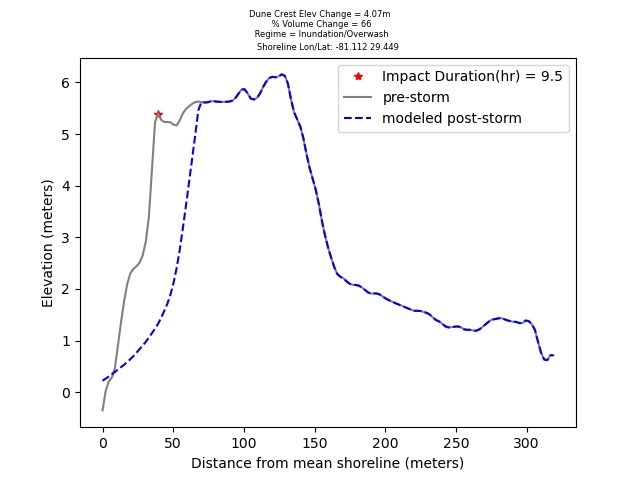 Dune Crest Elev Change = 4.07m
% Volume Change = 66
Regime = Inundation/Overwash
Shoreline Lon/Lat: -81.112 29.449
Impact Duration(hr) = 9.5
pre-storm
modeled post-storm
6
5
4
3
2
1
0
Elevation (meters)
0 50 100 150 200 250 300
Distance from mean shoreline (meters)